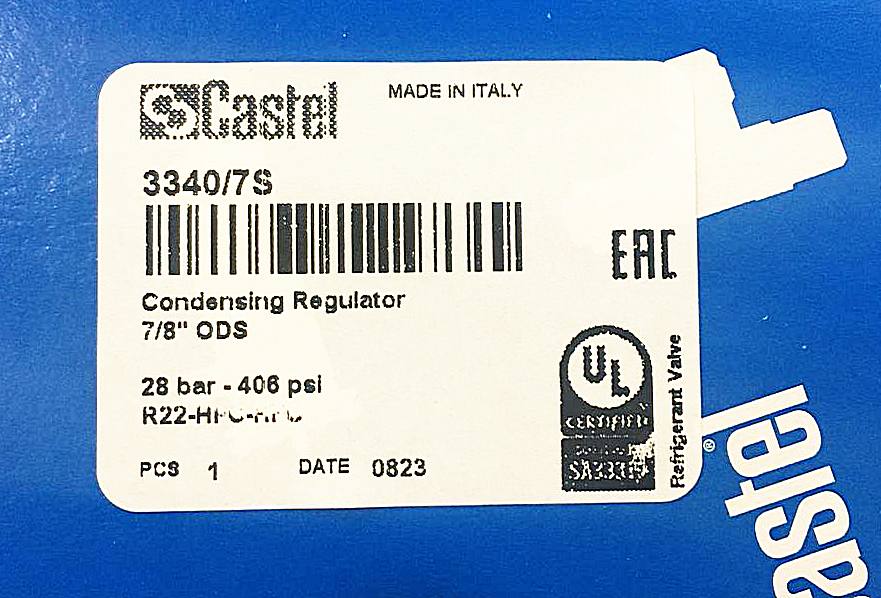 Castel
MADE IN ITALY
3340/7S
EAC
Condensing Regulator
7/8" ODS
28 bar - 406 psi
UL
CERTIFIED
Refrigerant Valve
PCS 1 DATE 0823
®
astel